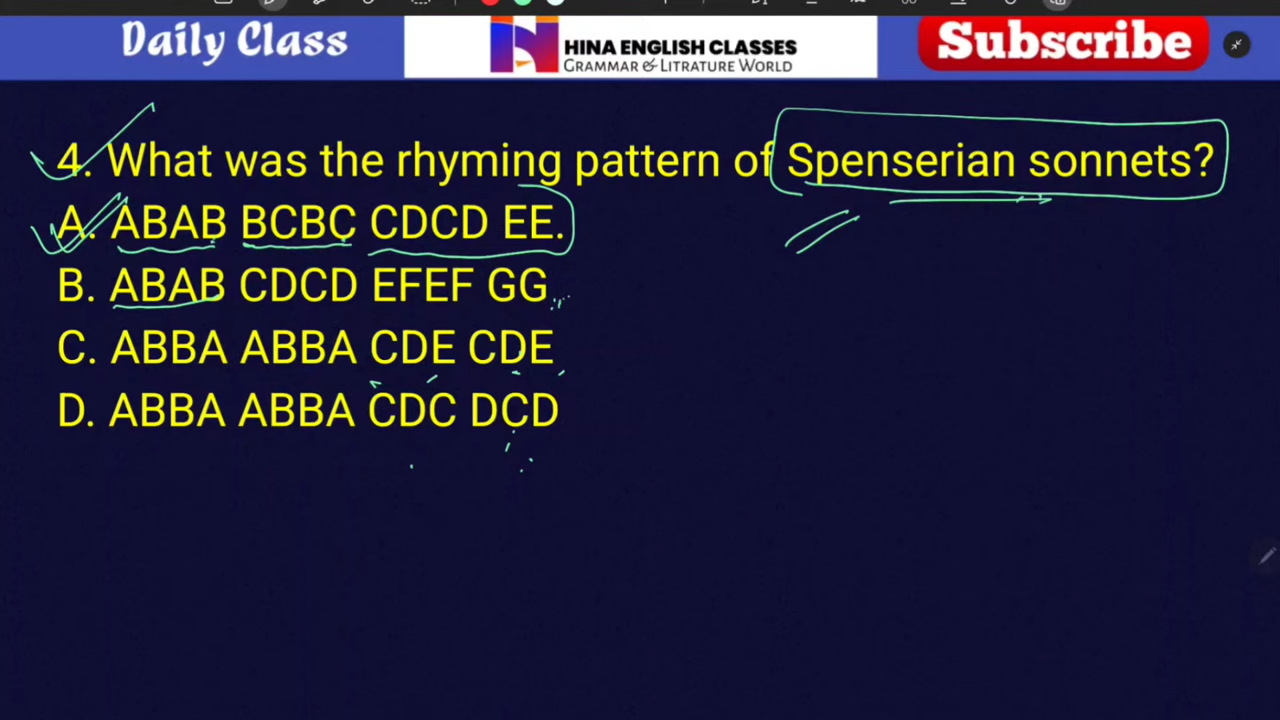 Daily Class
HINA ENGLISH CLASSES
GRAMMAR & LITRATURE WORLD
Subscribe
4. What was the rhyming pattern of Spenserian sonnets?
A. ABAB BCBC CDCD EE.
B. ABAB CDCD EFEF GG
C. ABBA ABBA CDE CDE
D. ABBA ABBA CDC DCD